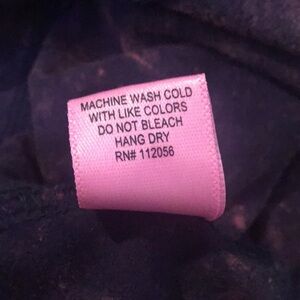 MACHINE WASH COLD
WITH LIKE COLORS
DO NOT BLEACH
HANG DRY
RN# 112056